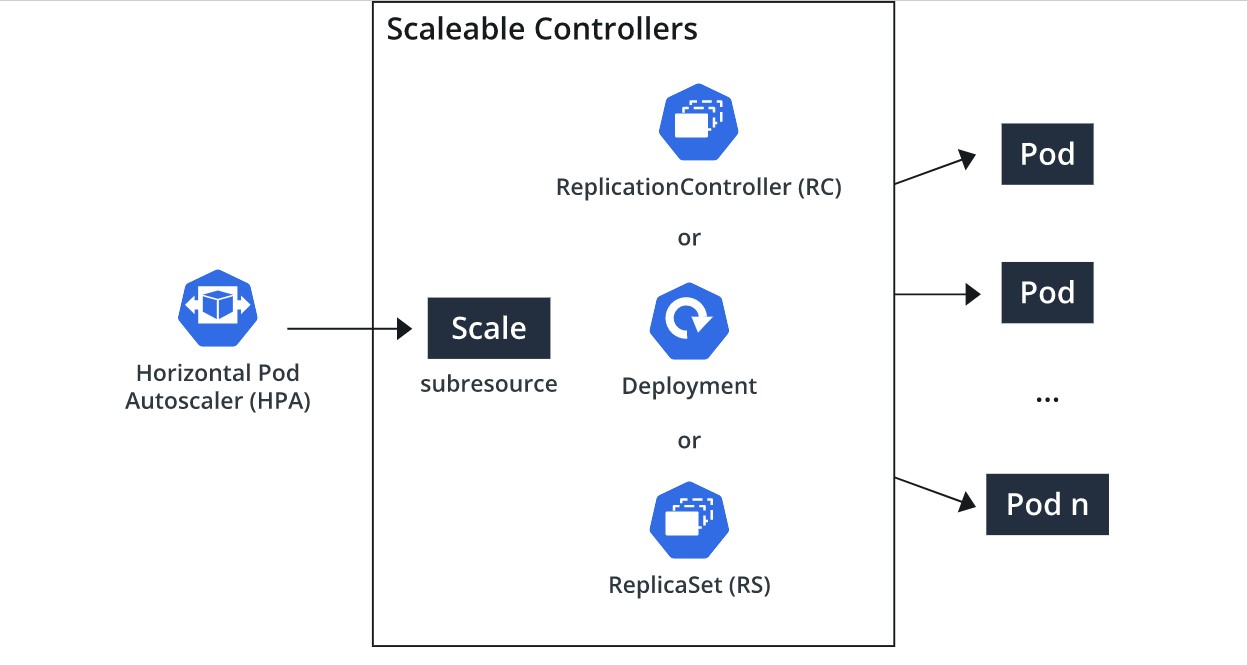 Scaleable Controllers
ReplicationController (RC)
or
Horizontal Pod
Autoscaler (HPA)
Scale
subresource
Deployment
or
ReplicaSet (RS)
Pod
Pod
...
Pod n